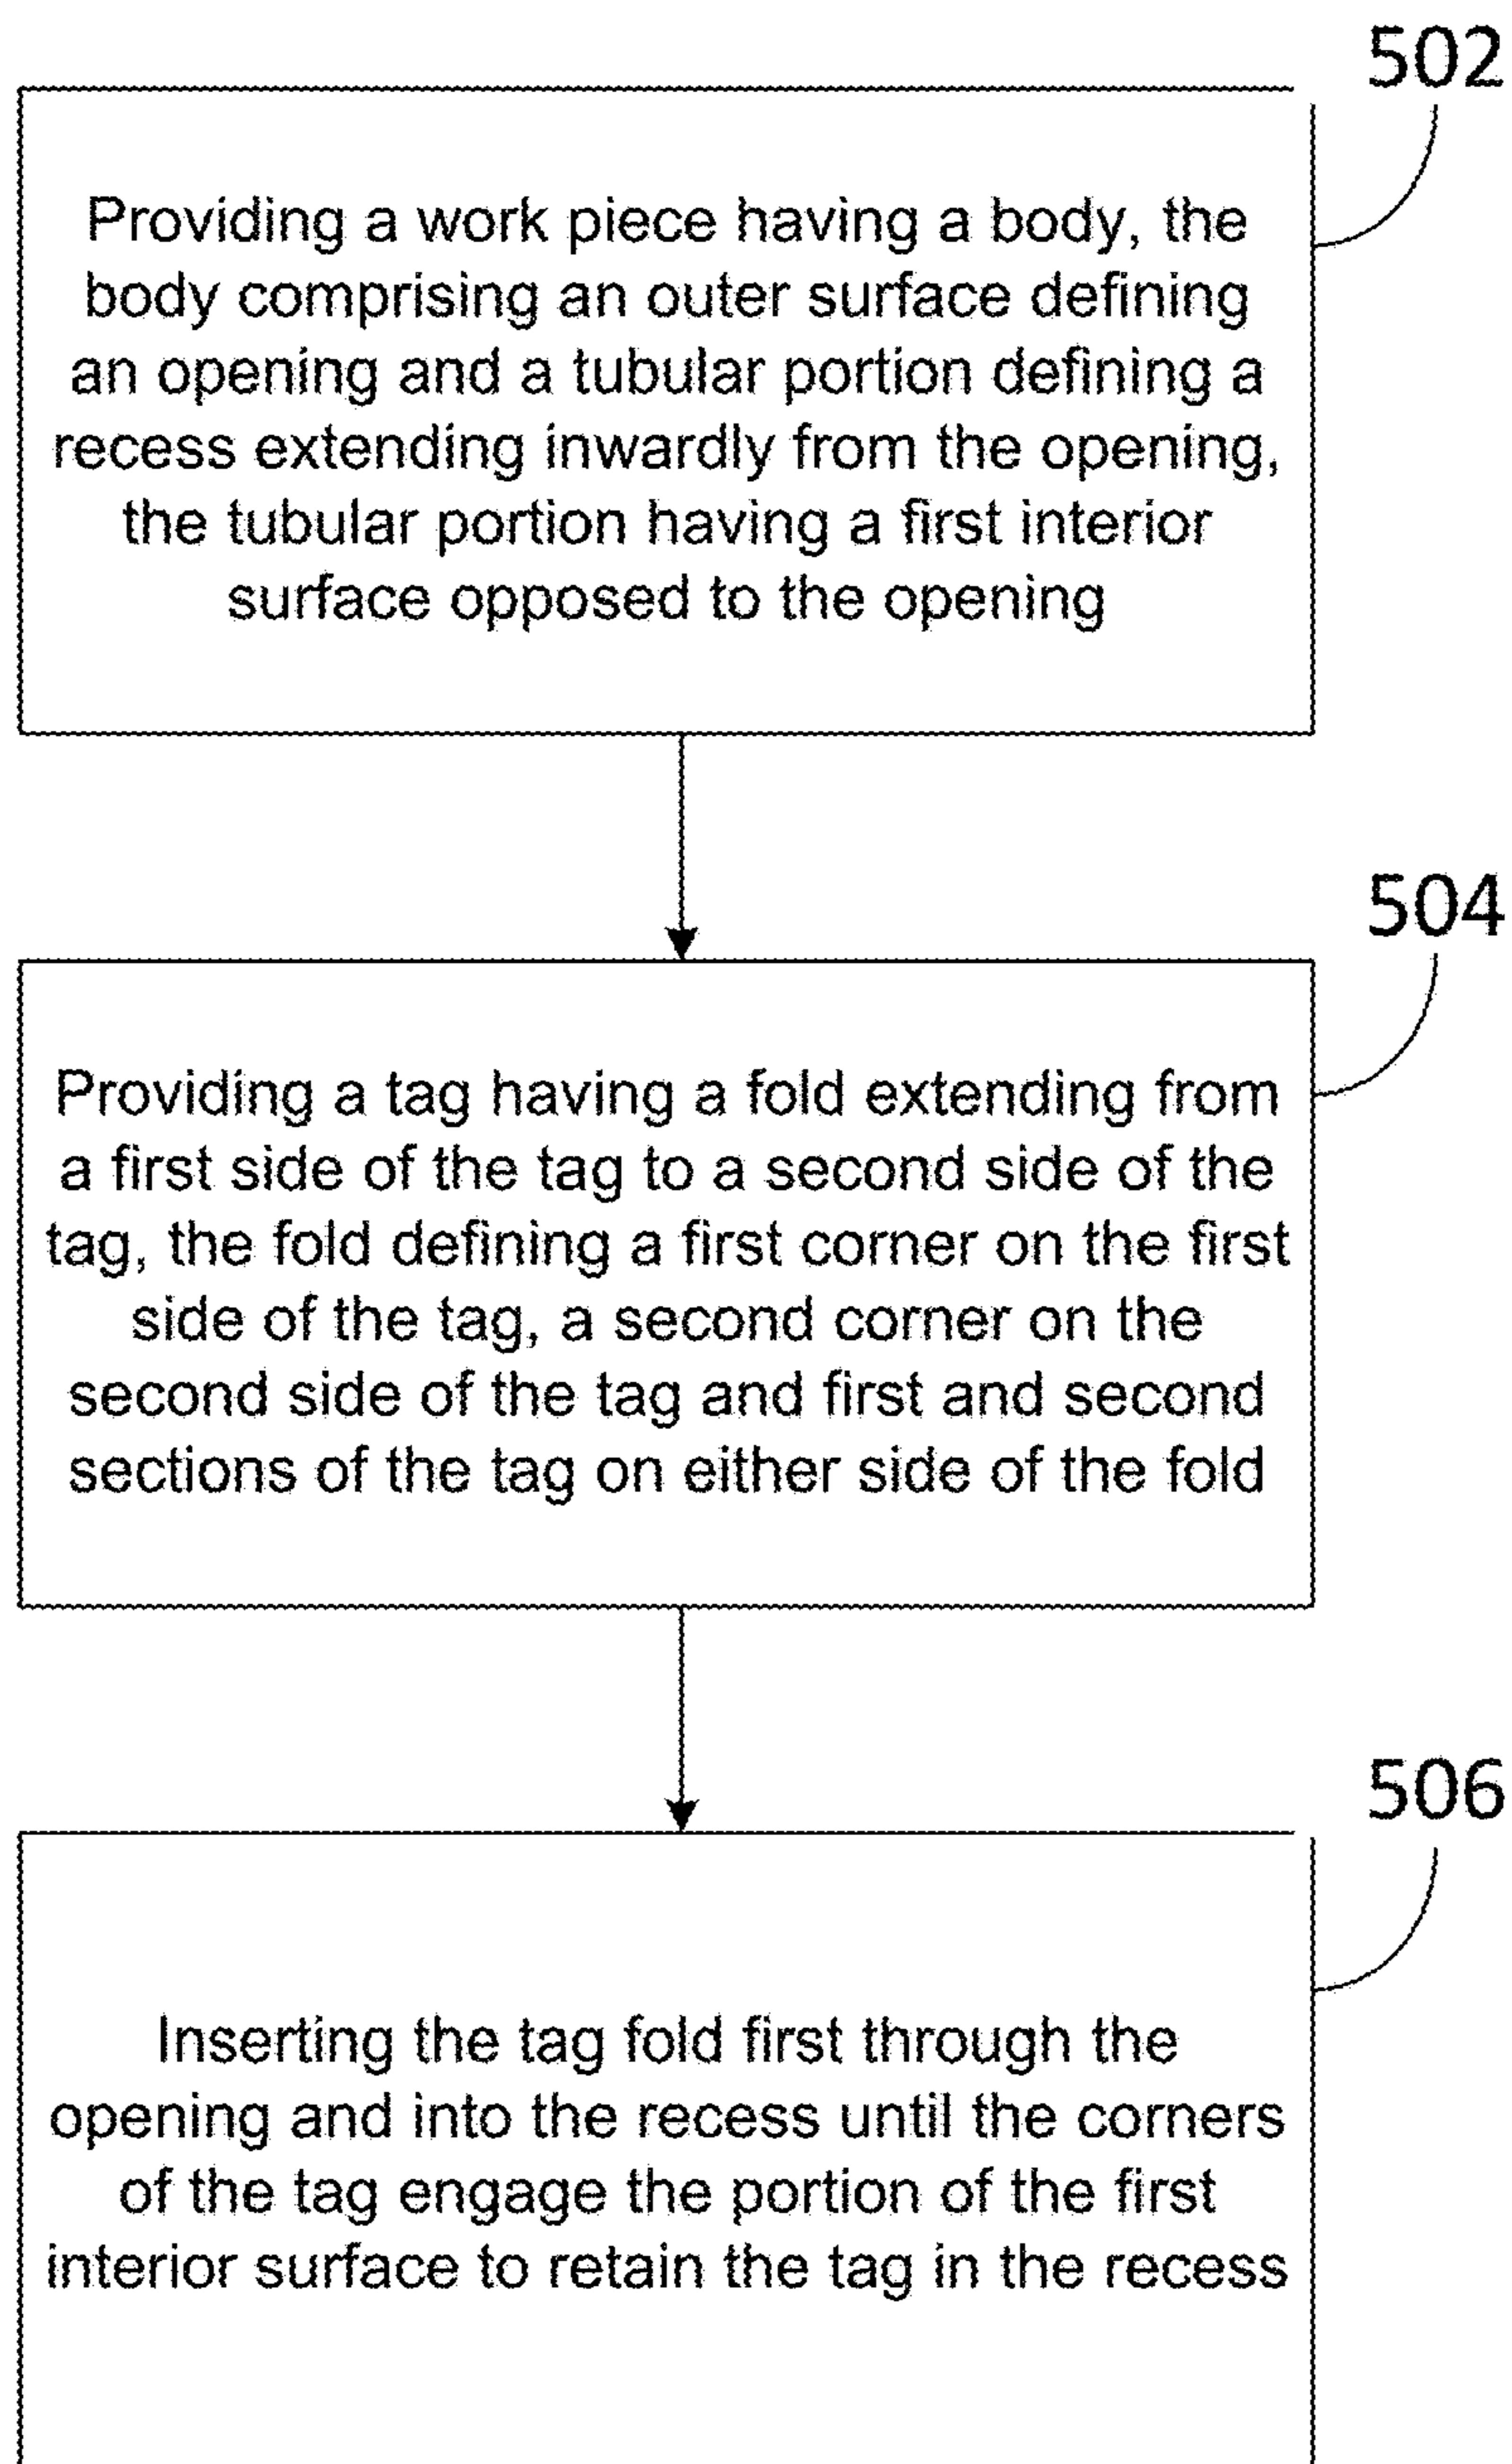 502
Providing a work piece having a body, the
body comprising an outer surface defining
an opening and a tubular portion defining a
recess extending inwardly from the opening,
the tubular portion having a first interior
surface opposed to the opening
504
Providing a tag having a fold extending from
a first side of the tag to a second side of the
tag, the fold defining a first corner on the first
side of the tag, a second corner on the
second side of the tag and first and second
sections of the tag on either side of the fold
506
Inserting the tag fold first through the
opening and into the recess until the corners
of the tag engage the portion of the first
interior surface to retain the tag in the recess